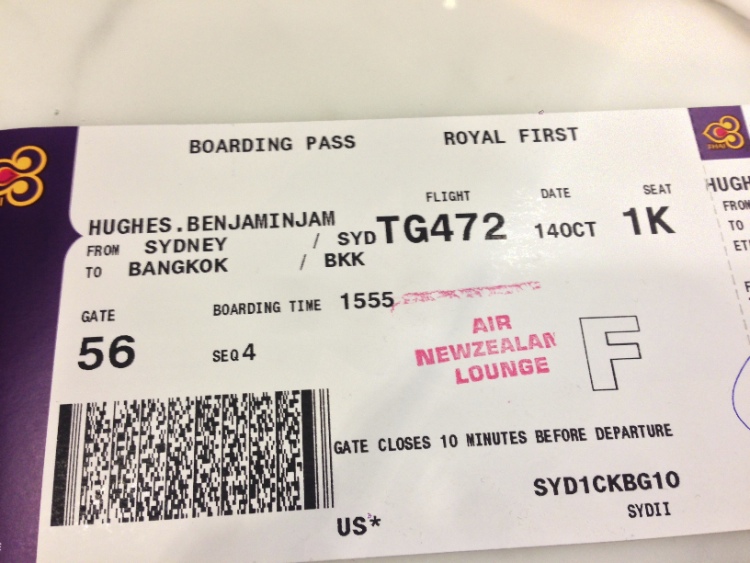 BOARDING PASS ROYAL FIRST
FLIGHT DATE SEAT
HUGHES.BENJAMINJAM TG472 14OCT 1K
FROM SYDNEY / SYD
TO BANGKOK / BKK
GATE BOARDING TIME 1555
56 SEQ 4
AIR
NEWZEALAN
LOUNGE
F
GATE CLOSES 10 MINUTES BEFORE DEPARTURE
SYD1CKBG10
SYDII
US*
THAI
HUGH
FROM
TO